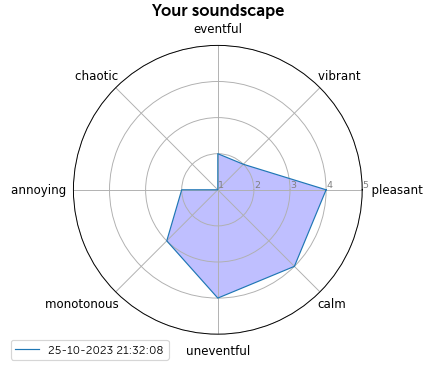 Your soundscape
eventful
chaotic
vibrant
annoying
1 2 3 4 5
pleasant
monotonous
calm
25-10-2023 21:32:08
uneventful